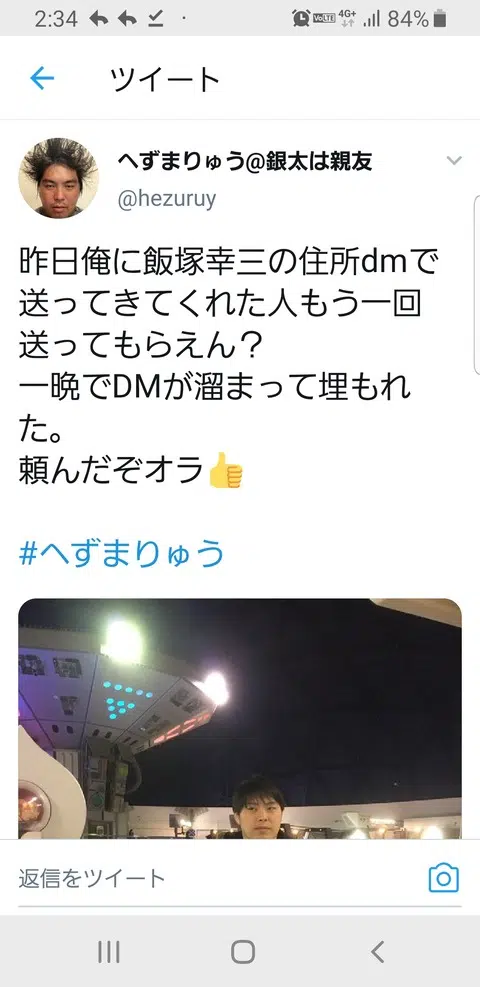 2:34
VoLTE 4G+ 84%
ツイート
へずまりゅう@銀太は親友
@hezuruy
昨日俺に飯塚幸三の住所dmで
送ってきてくれた人もう一回
送ってもらえん？
一晩でDMが溜まって埋もれ
た。
頼んだぞオラ👍
#へずまりゅう
返信をツイート